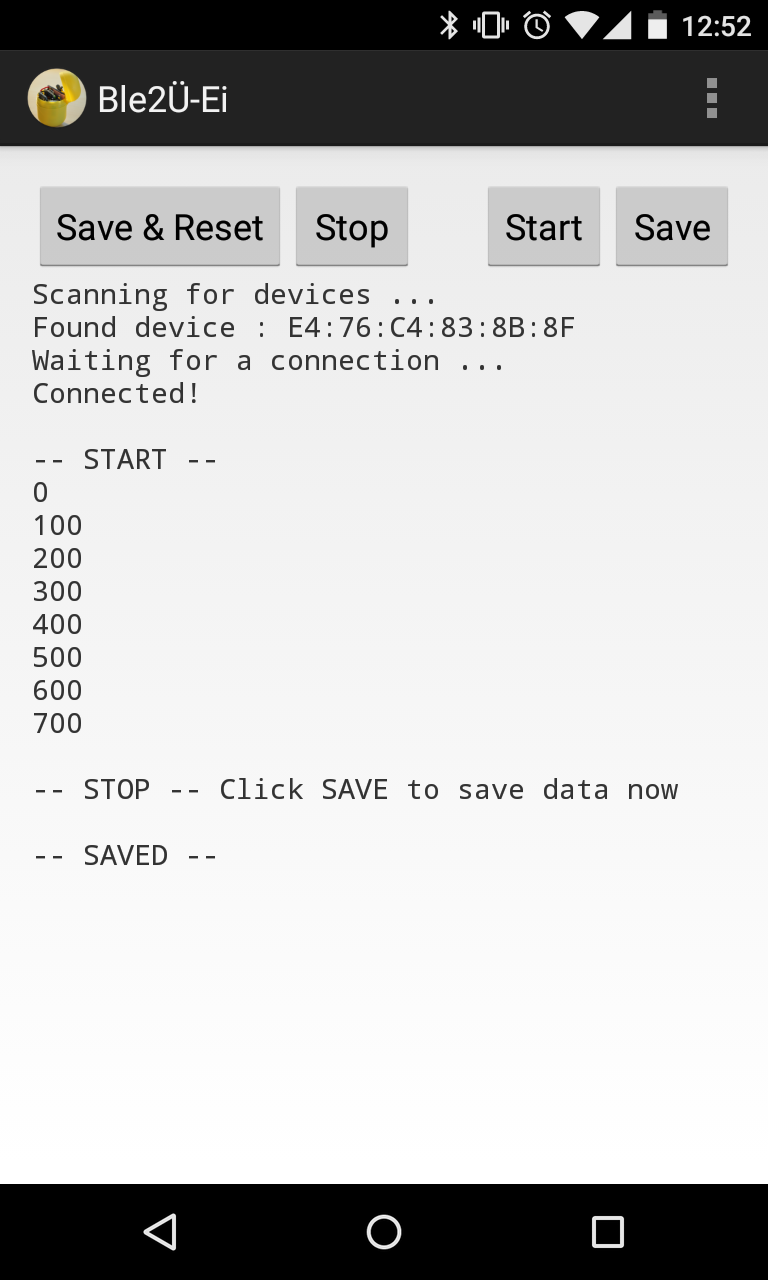 12:52
Ble2Ü-Ei
Save & Reset Stop Start Save
Scanning for devices ...
Found device : E4:76:C4:83:8B:8F
Waiting for a connection ...
Connected!
-- START --
0
100
200
300
400
500
600
700
-- STOP -- Click SAVE to save data now
-- SAVED --